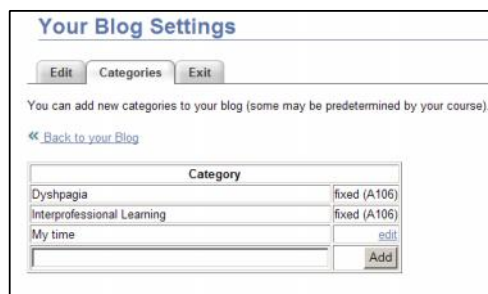 Your Blog Settings
Edit Categories Exit
You can add new categories to your blog (some may be predetermined by your course).
« Back to your Blog
Category
Dyshpagia fixed (A106)
Interprofessional Learning fixed (A106)
My time edit
Add